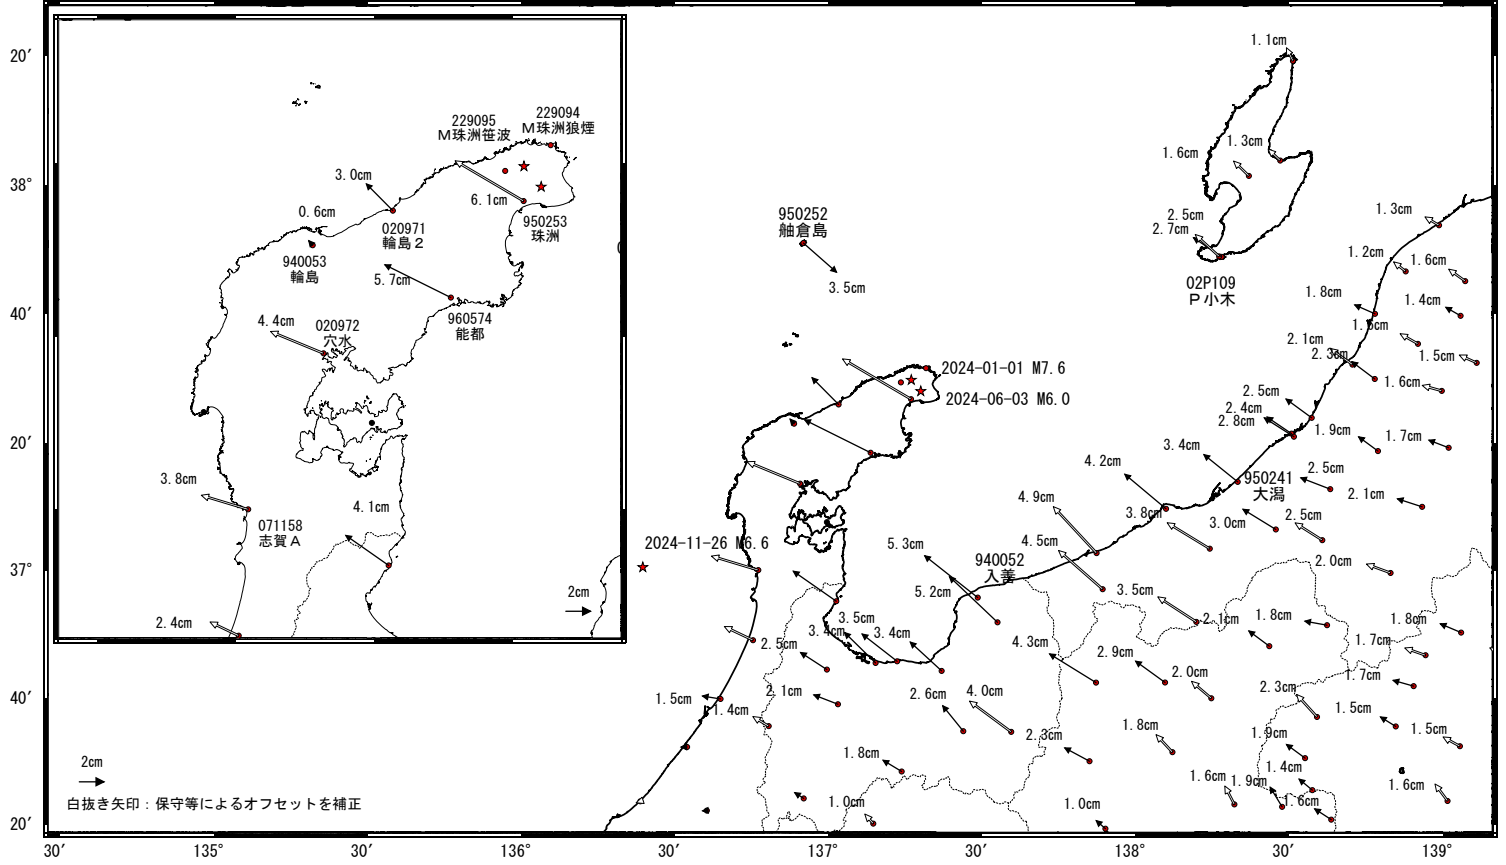 20′
38°
40′
20′
37°
40′
20′
30′
135°
30′
136°
30′
137°
30′
138°
30′
139°
229095
M珠洲笹波
229094
M珠洲狼煙
3.0cm
6.1cm
0.6cm
020971
輪島2
950253
珠洲
940053
輪島
5.7cm
4.4cm
020972
穴水
960574
能都
3.8cm
4.1cm
071158
志賀A
2.4cm
2cm
1.1cm
1.3cm
1.6cm
950252
舳倉島
3.5cm
2.5cm
2.7cm
02P109
P小木
1.3cm
1.2cm
1.6cm
1.8cm
1.4cm
2.1cm
2.3cm
1.5cm
2024-01-01 M7.6
2024-06-03 M6.0
1.6cm
2.5cm
2.4cm
2.8cm
1.9cm
1.7cm
3.4cm
4.2cm
950241
大潟
2.5cm
2.1cm
4.9cm
3.8cm
3.0cm
2.5cm
2024-11-26 M6.6
5.3cm
4.5cm
940052
入善
2.0cm
5.2cm
3.5cm
3.5cm
3.4cm
3.4cm
2.1cm
1.8cm
1.8cm
2.5cm
4.3cm
2.9cm
1.7cm
2.0cm
1.7cm
1.5cm
1.4cm
2.1cm
2.6cm
4.0cm
2.3cm
1.5cm
1.8cm
2.3cm
1.8cm
1.9cm
1.5cm
1.4cm
1.6cm
1.9cm
1.6cm
1.6cm
1.0cm
1.0cm
2cm
白抜き矢印：保守等によるオフセットを補正